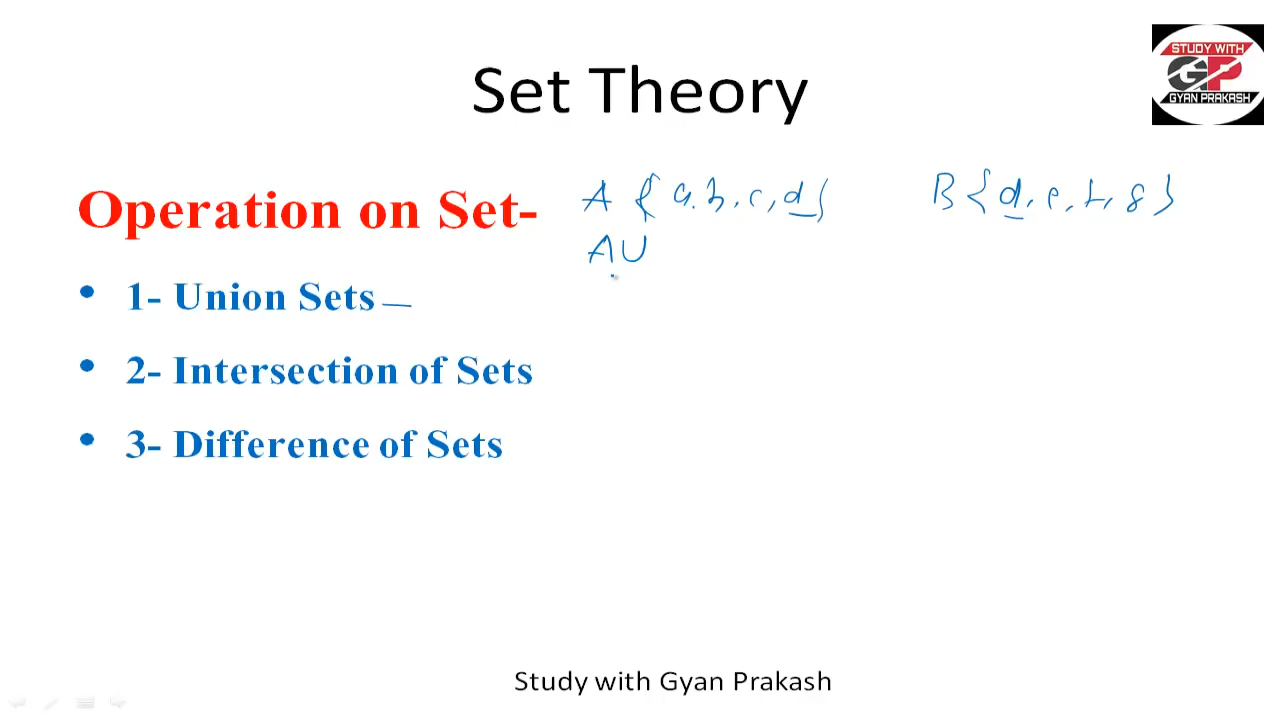 Set Theory
STUDY WITH
GP
GYAN PRAKASH
Operation on Set- A { a, b, c, d } B { d, e, f, g }
A U
• 1- Union Sets –
• 2- Intersection of Sets
• 3- Difference of Sets
Study with Gyan Prakash